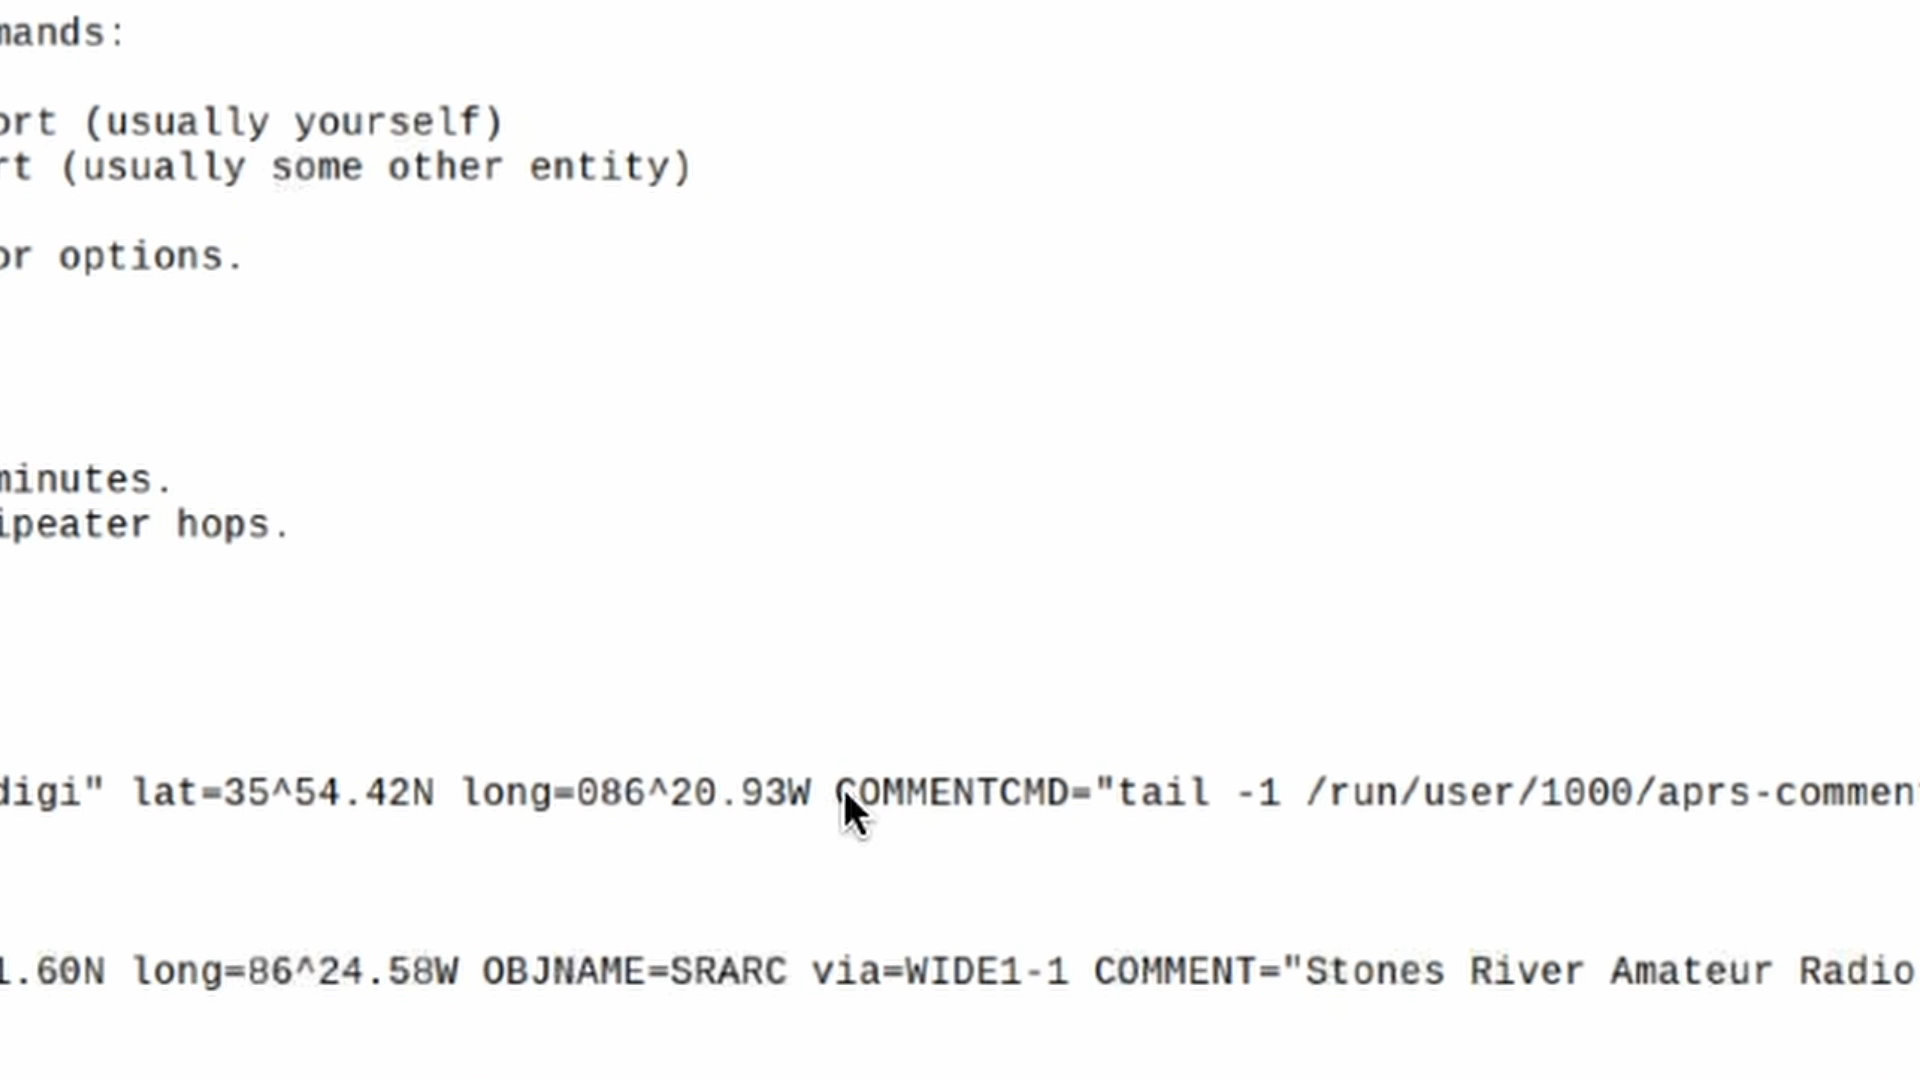 mands:
ort (usually yourself)
rt (usually some other entity)
or options.
minutes.
ipeater hops.
digi" lat=35^54.42N long=086^20.93W COMMENTCMD="tail -1 /run/user/1000/aprs-comment
1.60N long=86^24.58W OBJNAME=SRARC via=WIDE1-1 COMMENT="Stones River Amateur Radio